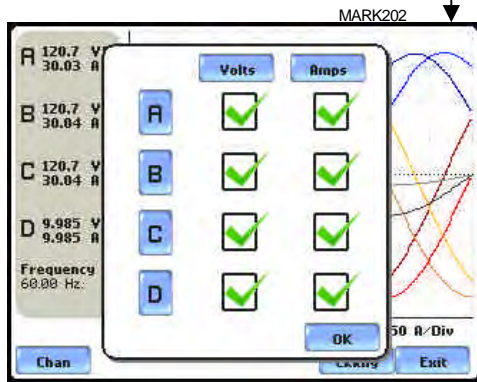 MARK202
A 120.7 V
30.03 A
B 120.7 V
30.04 A
C 120.7 V
30.04 A
D 9.985 V
9.985 A
Frequency
60.00 Hz.
Volts Amps
A
B
C
D
OK
50 A/Div
Chan Exit